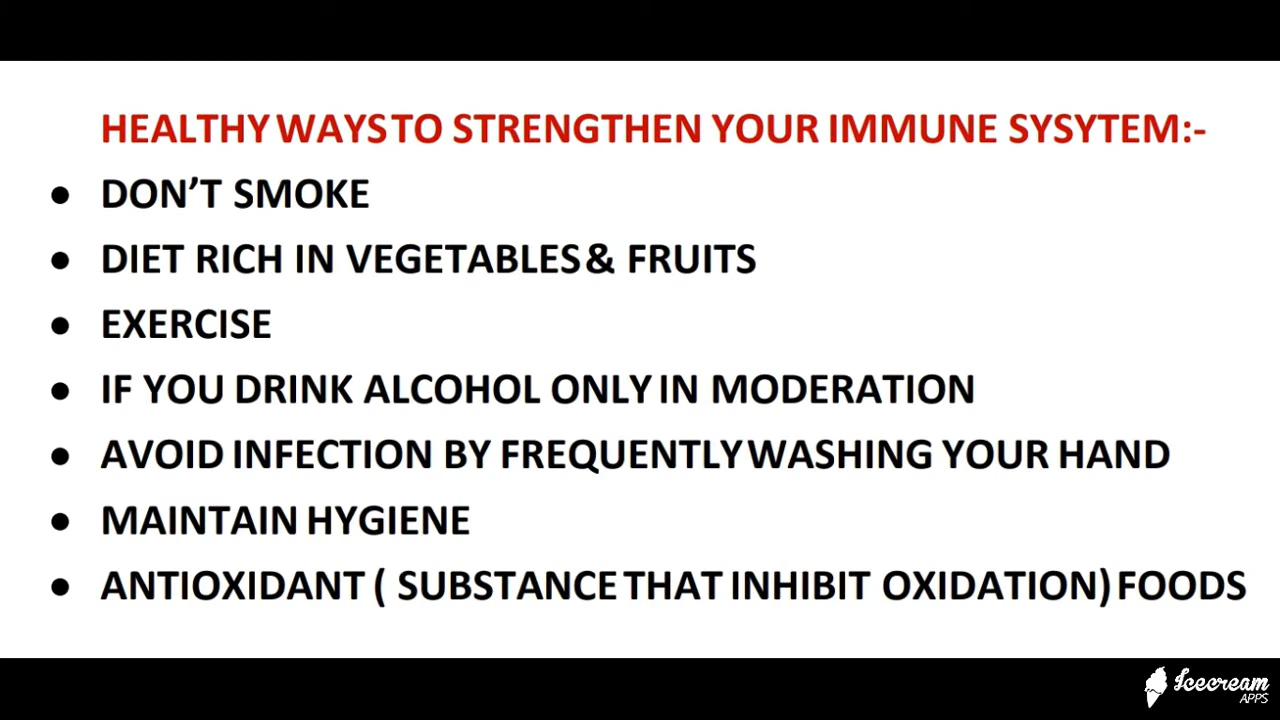 HEALTHY WAYS TO STRENGTHEN YOUR IMMUNE SYSYTEM:-
● DON'T SMOKE
● DIET RICH IN VEGETABLES & FRUITS
● EXERCISE
● IF YOU DRINK ALCOHOL ONLY IN MODERATION
● AVOID INFECTION BY FREQUENTLY WASHING YOUR HAND
● MAINTAIN HYGIENE
● ANTIOXIDANT ( SUBSTANCE THAT INHIBIT OXIDATION) FOODS
Icecream
APPS